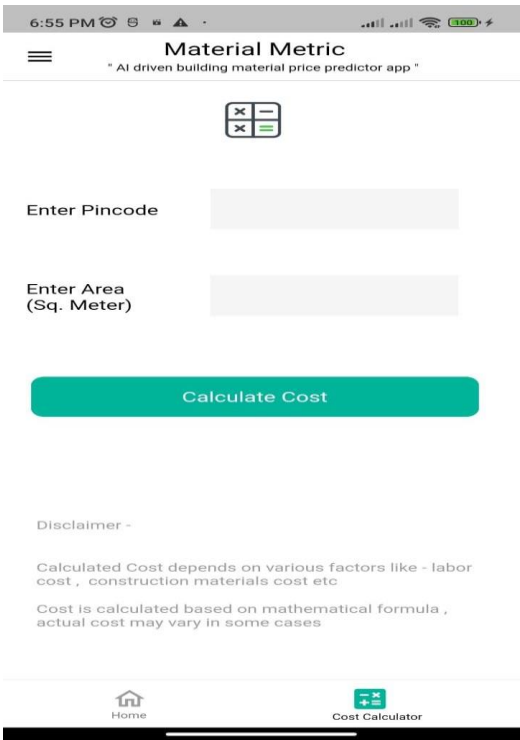 6:55 PM
100
Material Metric
" AI driven building material price predictor app "
Enter Pincode
Enter Area
(Sq. Meter)
Calculate Cost
Disclaimer -
Calculated Cost depends on various factors like - labor
cost , construction materials cost etc
Cost is calculated based on mathematical formula ,
actual cost may vary in some cases
Home
Cost Calculator